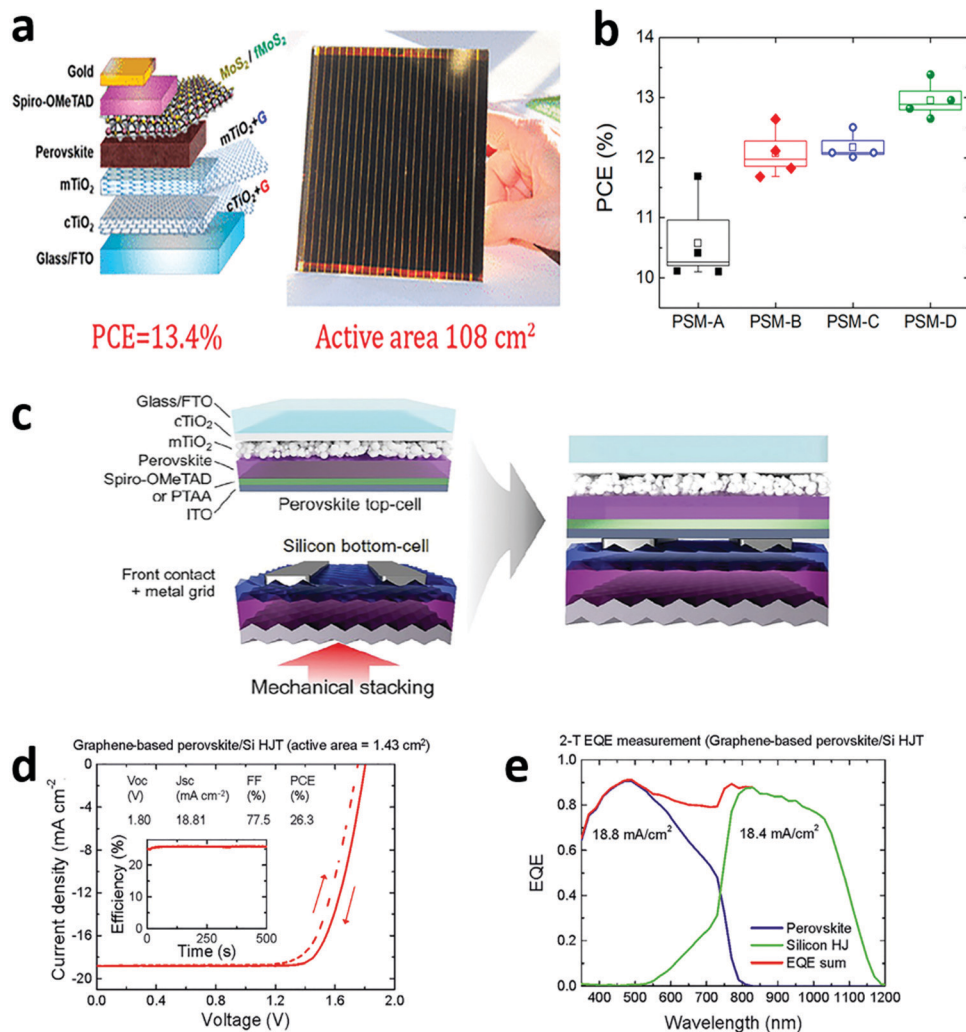 a
Gold
Spiro-OMeTAD
Perovskite
mTiO₂
cTiO₂
Glass/FTO
MoS₂ / fMoS₂
mTiO₂+G
cTiO₂+G
PCE=13.4%
Active area 108 cm²
b
PCE (%)
14
13
12
11
10
PSM-A PSM-B PSM-C PSM-D
c
Glass/FTO
cTiO₂
mTiO₂
Perovskite
Spiro-OMeTAD
or PTAA
ITO
Perovskite top-cell
Silicon bottom-cell
Front contact
+ metal grid
Mechanical stacking
d
Graphene-based perovskite/Si HJT (active area = 1.43 cm²)
Voc Jsc FF PCE
(V) (mA cm⁻²) (%) (%)
1.80 18.81 77.5 26.3
Current density (mA cm⁻²)
0
-4
-8
-12
-16
-20
Efficiency (%)
20
10
0
0 250 500
Time (s)
0.0 0.4 0.8 1.2 1.6 2.0
Voltage (V)
e
2-T EQE measurement (Graphene-based perovskite/Si HJT
EQE
1.0
0.8
0.6
0.4
0.2
0.0
18.8 mA/cm²
18.4 mA/cm²
Perovskite
Silicon HJ
EQE sum
400 500 600 700 800 900 1000 1100 1200
Wavelength (nm)